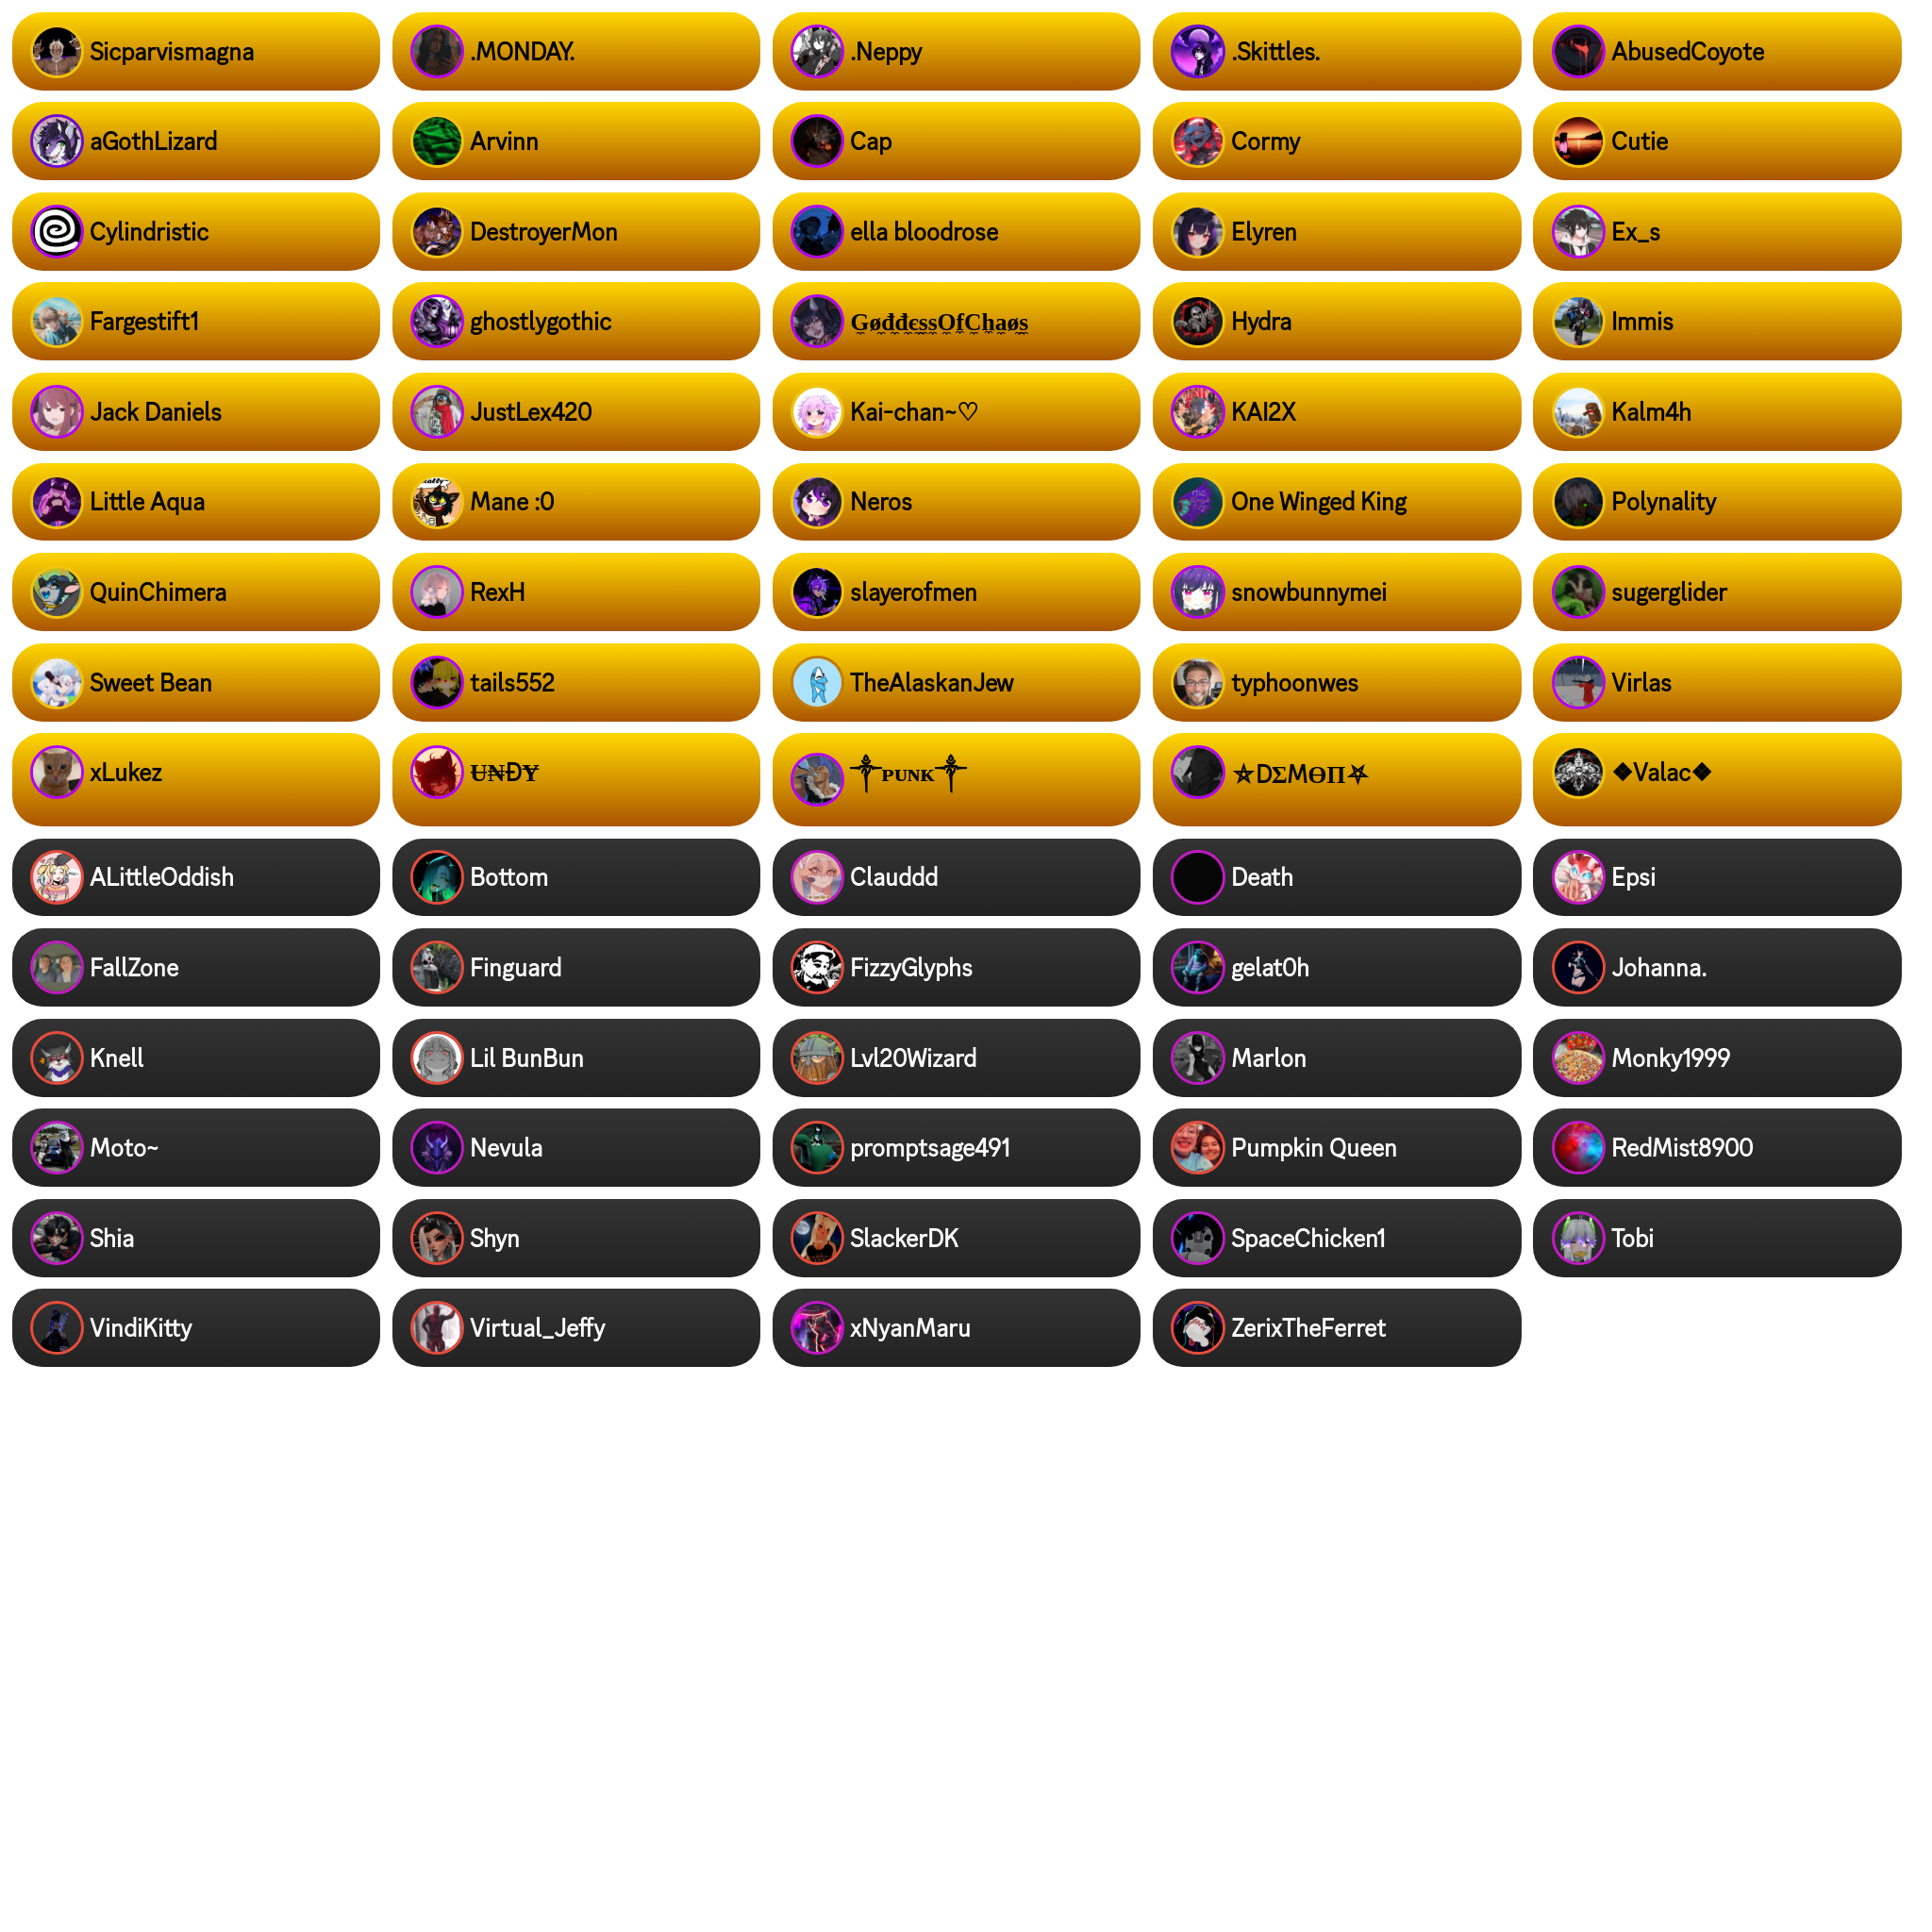 Sicparvismagna
.MONDAY.
.Neppy
.Skittles.
AbusedCoyote
aGothLizard
Arvinn
Cap
Cormy
Cutie
Cylindristic
DestroyerMon
ella bloodrose
Elyren
Ex_s
Fargestift1
ghostlygothic
G̰ø̰đ̰đ̰є̰s̰s̰O̰f̰C̰h̰a̰ø̰s̰
Hydra
Immis
Jack Daniels
JustLex420
Kai-chan~♡
KAI2X
Kalm4h
Little Aqua
Mane :0
Neros
One Winged King
Polynality
QuinChimera
RexH
slayerofmen
snowbunnymei
sugerglider
Sweet Bean
tails552
TheAlaskanJew
typhoonwes
Virlas
xLukez
U̶N̶ĐY̶
༒ᴘᴜɴᴋ༒
⛤DΣMӨΠ⛧
❖Valac❖
ALittleOddish
Bottom
Clauddd
Death
Epsi
FallZone
Finguard
FizzyGlyphs
gelat0h
Johanna.
Knell
Lil BunBun
Lvl20Wizard
Marlon
Monky1999
Moto~
Nevula
promptsage491
Pumpkin Queen
RedMist8900
Shia
Shyn
SlackerDK
SpaceChicken1
Tobi
VindiKitty
Virtual_Jeffy
xNyanMaru
ZerixTheFerret